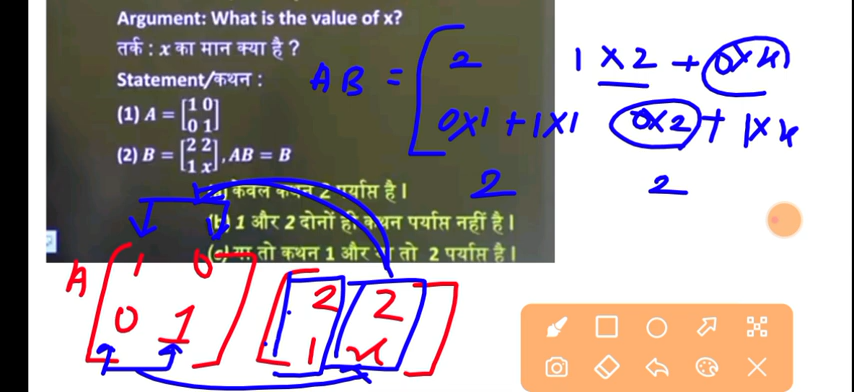 Argument: What is the value of x?
तर्क : x का मान क्या है ?
Statement/कथन :
(1) A = [1 0
0 1]
(2) B = [2 2
1 x], AB = B
केवल कथन 2 पर्याप्त है।
(b) 1 और 2 दोनों ही कथन पर्याप्त नहीं है।
(c) या तो कथन 1 और या तो 2 पर्याप्त है।
AB = [ 2 1 x 2 + 0 x x
0 x 1 + 1 x 1 0 x 2 + 1 x x
2 2
A [ 1 0 ] [ 2 2 ]
0 1 1 x